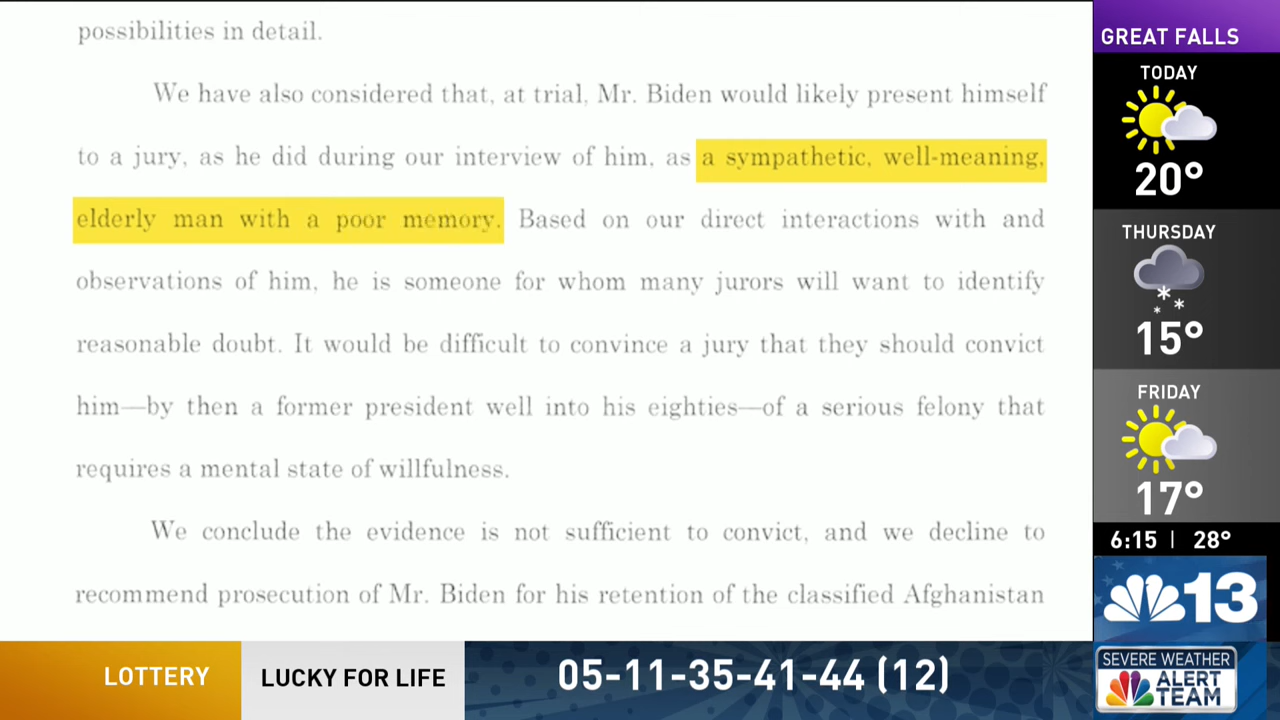 possibilities in detail.
We have also considered that, at trial, Mr. Biden would likely present himself
to a jury, as he did during our interview of him, as a sympathetic, well-meaning,
elderly man with a poor memory. Based on our direct interactions with and
observations of him, he is someone for whom many jurors will want to identify
reasonable doubt. It would be difficult to convince a jury that they should convict
him—by then a former president well into his eighties—of a serious felony that
requires a mental state of willfulness.
We conclude the evidence is not sufficient to convict, and we decline to
recommend prosecution of Mr. Biden for his retention of the classified Afghanistan
GREAT FALLS
TODAY
20°
THURSDAY
15°
FRIDAY
17°
6:15 | 28°
13
SEVERE WEATHER
ALERT
TEAM
LOTTERY
LUCKY FOR LIFE
05-11-35-41-44 (12)